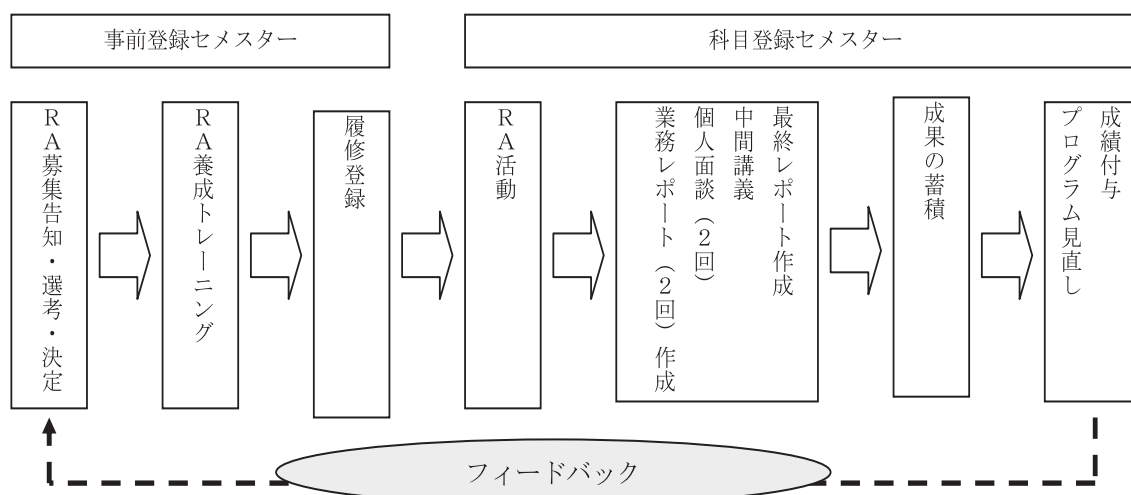 事前登録セメスター
科目登録セメスター
RA募集告知・選考・決定
RA養成トレーニング
履修登録
RA活動
最終レポート作成
中間講義
個人面談（2回）
業務レポート（2回）作成
成果の蓄積
成績付与
プログラム見直し
フィードバック